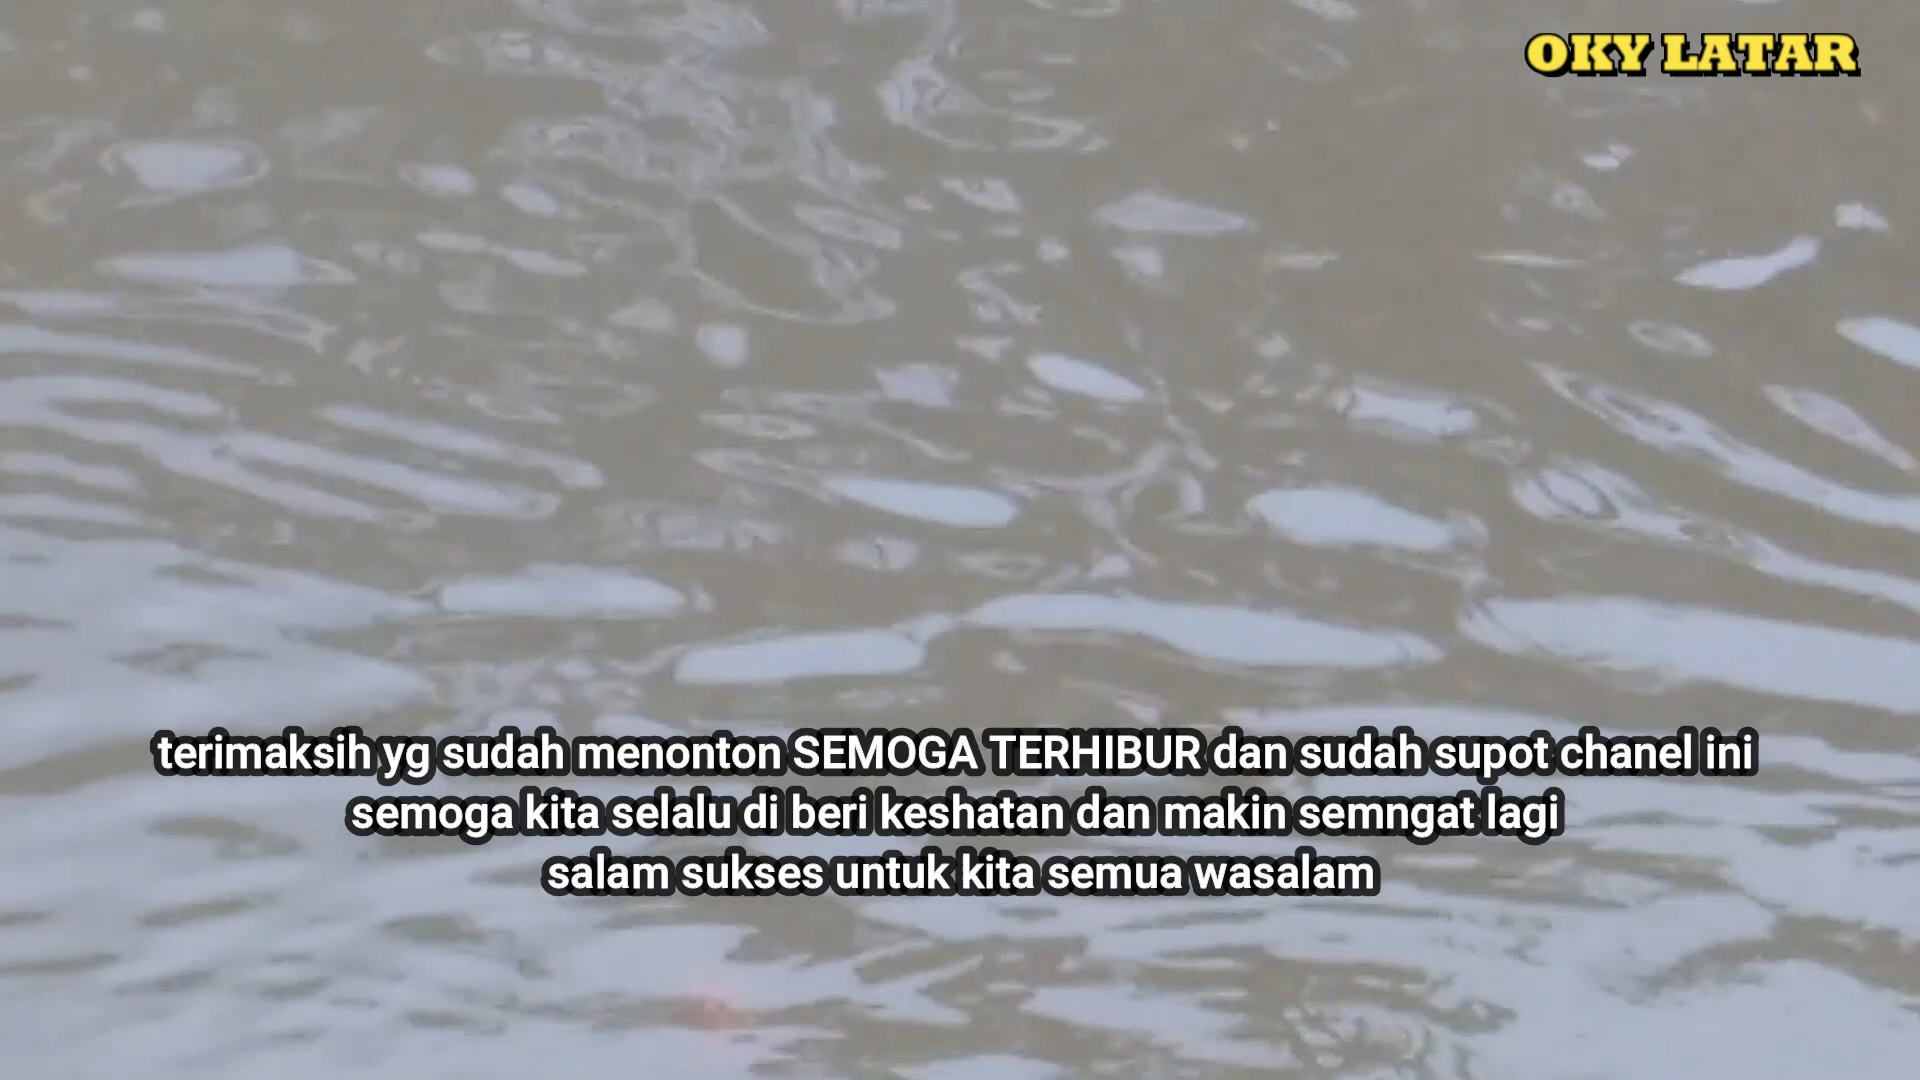 OKY LATAR
terimaksih yg sudah menonton SEMOGA TERHIBUR dan sudah supot chanel ini
semoga kita selalu di beri keshatan dan makin semngat lagi
salam sukses untuk kita semua wasalam